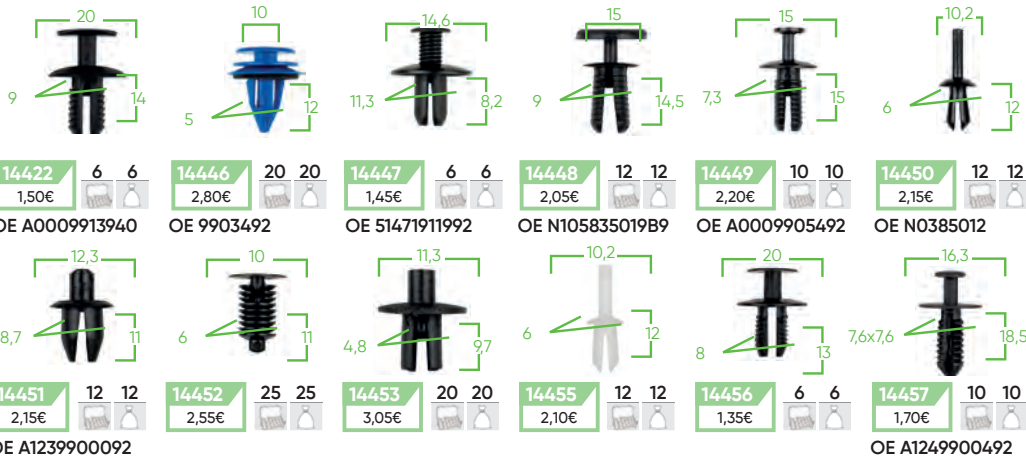 20 10 14,6 15 15 10,2
9 14 5 12 11,3 8,2 9 14,5 7,3 15 6 12
14422 6 6 14446 20 20 14447 6 6 14448 12 12 14449 10 10 14450 12 12
1,50€ 2,80€ 1,45€ 2,05€ 2,20€ 2,15€
OE A0009913940 OE 9903492 OE 51471911992 OE N105835019B9 OE A0009905492 OE N0385012
12,3 10 11,3 10,2 20 16,3
8,7 11 6 11 4,8 9,7 6 12 8 13 7,6x7,6 18,5
14451 12 12 14452 25 25 14453 20 20 14455 12 12 14456 6 6 14457 10 10
2,15€ 2,55€ 3,05€ 2,10€ 1,35€ 1,70€
OE A1239900092 OE A1249900492